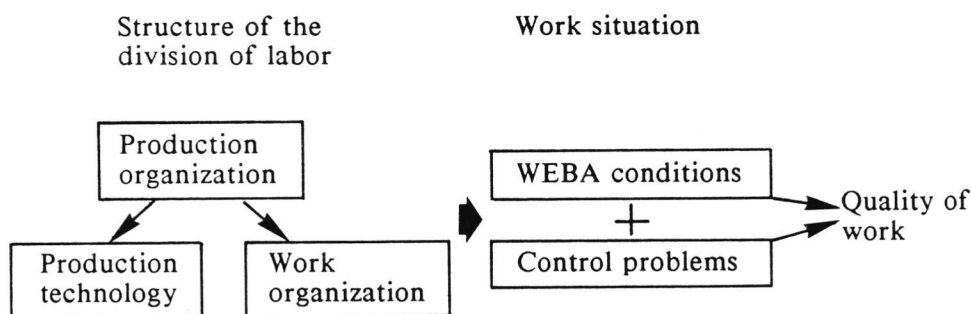 Structure of the
division of labor
Work situation
Production
organization
WEBA conditions
+
Quality of
work
Production
technology
Work
organization
Control problems